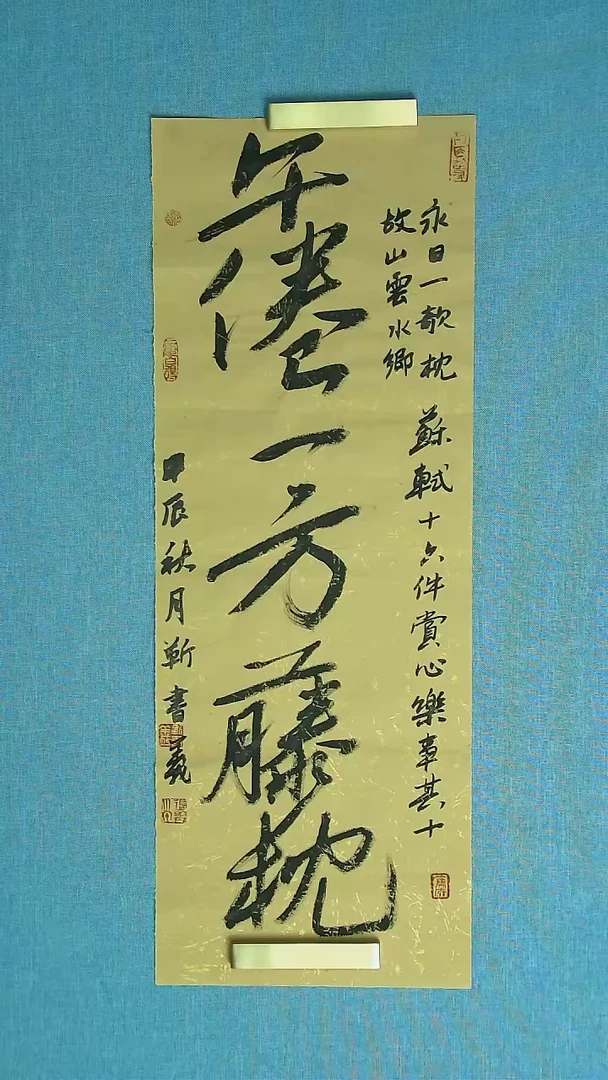 永日一欹枕
故山雲水鄉
蘇軾十六件賞心樂事其十
午倦一方藤枕
甲辰秋月靳書